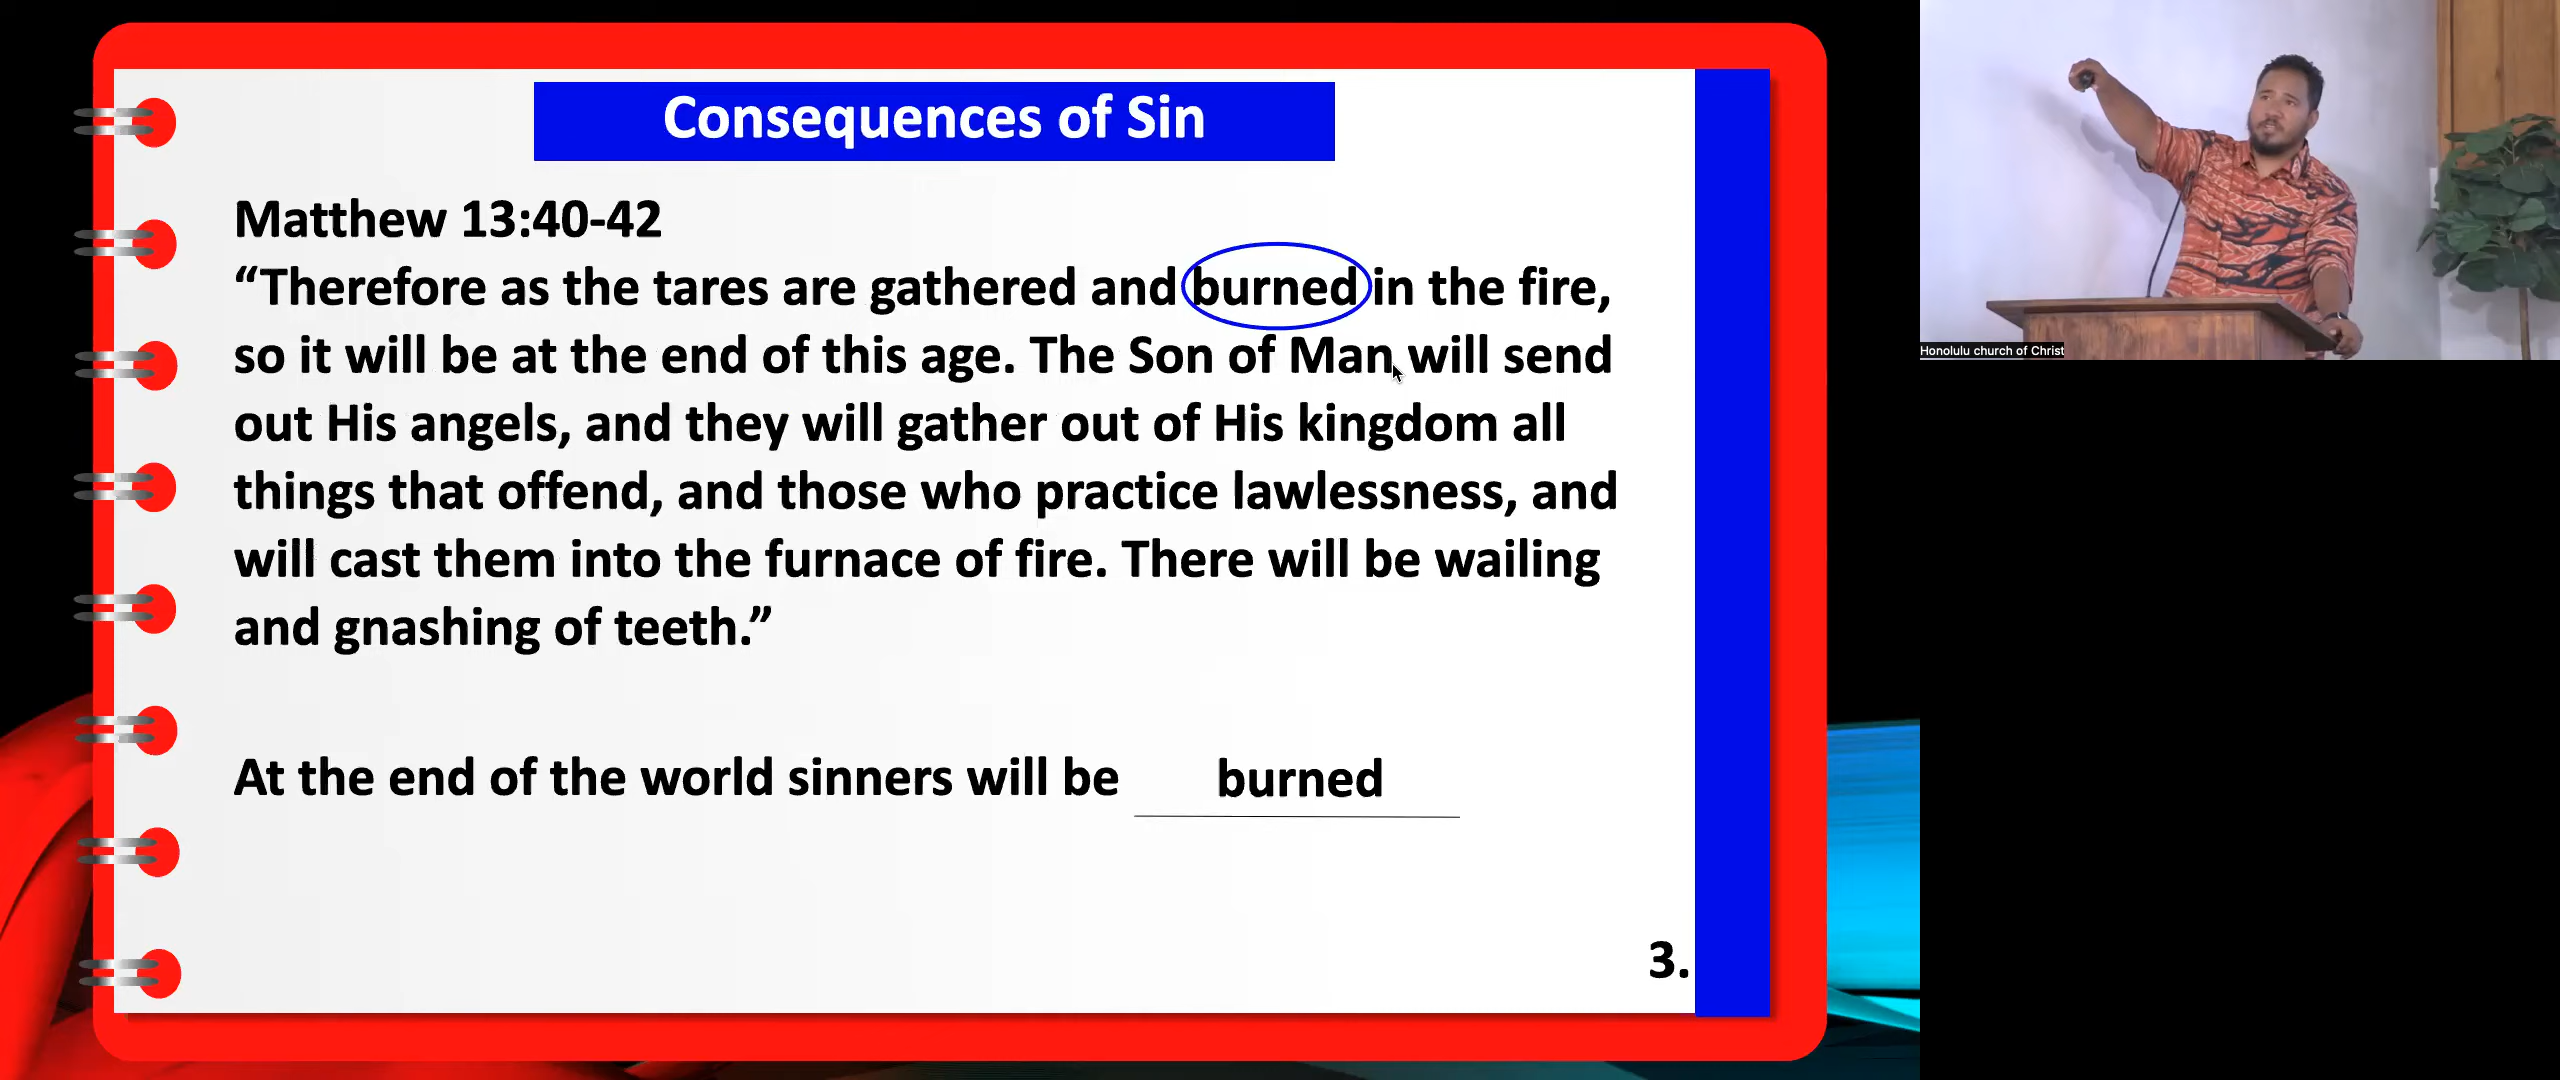 Consequences of Sin
Matthew 13:40-42
“Therefore as the tares are gathered and burned in the fire,
so it will be at the end of this age. The Son of Man will send
out His angels, and they will gather out of His kingdom all
things that offend, and those who practice lawlessness, and
will cast them into the furnace of fire. There will be wailing
and gnashing of teeth.”
At the end of the world sinners will be burned
3.
Honolulu church of Christ